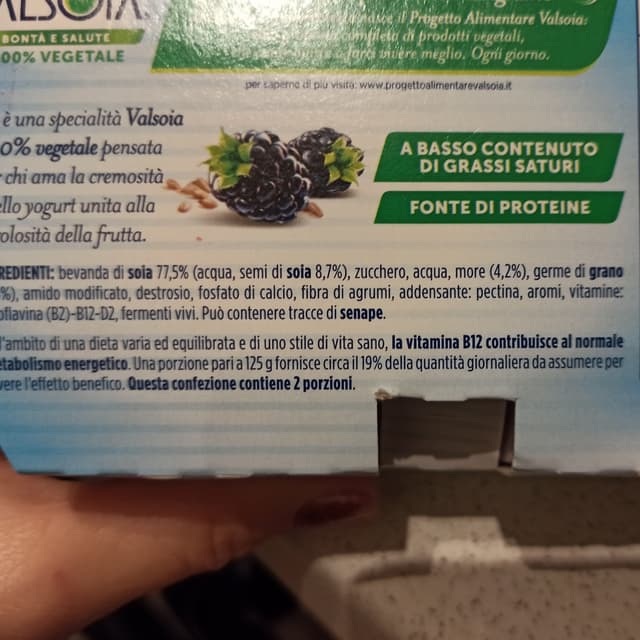 ALSOIA
BONTÀ E SALUTE
00% VEGETALE
il Progetto Alimentare Valsoia:
completa di prodotti vegetali,
farti vivere meglio. Ogni giorno.
per saperne di più visita: www.progettoalimentarevalsoia.it
è una specialità Valsoia
0% vegetale pensata
chi ama la cremosità
llo yogurt unita alla
olosità della frutta.
A BASSO CONTENUTO
DI GRASSI SATURI
FONTE DI PROTEINE
REDIENTI: bevanda di soia 77,5% (acqua, semi di soia 8,7%), zucchero, acqua, more (4,2%), germe di grano
%), amido modificato, destrosio, fosfato di calcio, fibra di agrumi, addensante: pectina, aromi, vitamine:
oflavina (B2)-B12-D2, fermenti vivi. Può contenere tracce di senape.
l'ambito di una dieta varia ed equilibrata e di uno stile di vita sano, la vitamina B12 contribuisce al normale
etabolismo energetico. Una porzione pari a 125 g fornisce circa il 19% della quantità giornaliera da assumere per
vere l'effetto benefico. Questa confezione contiene 2 porzioni.